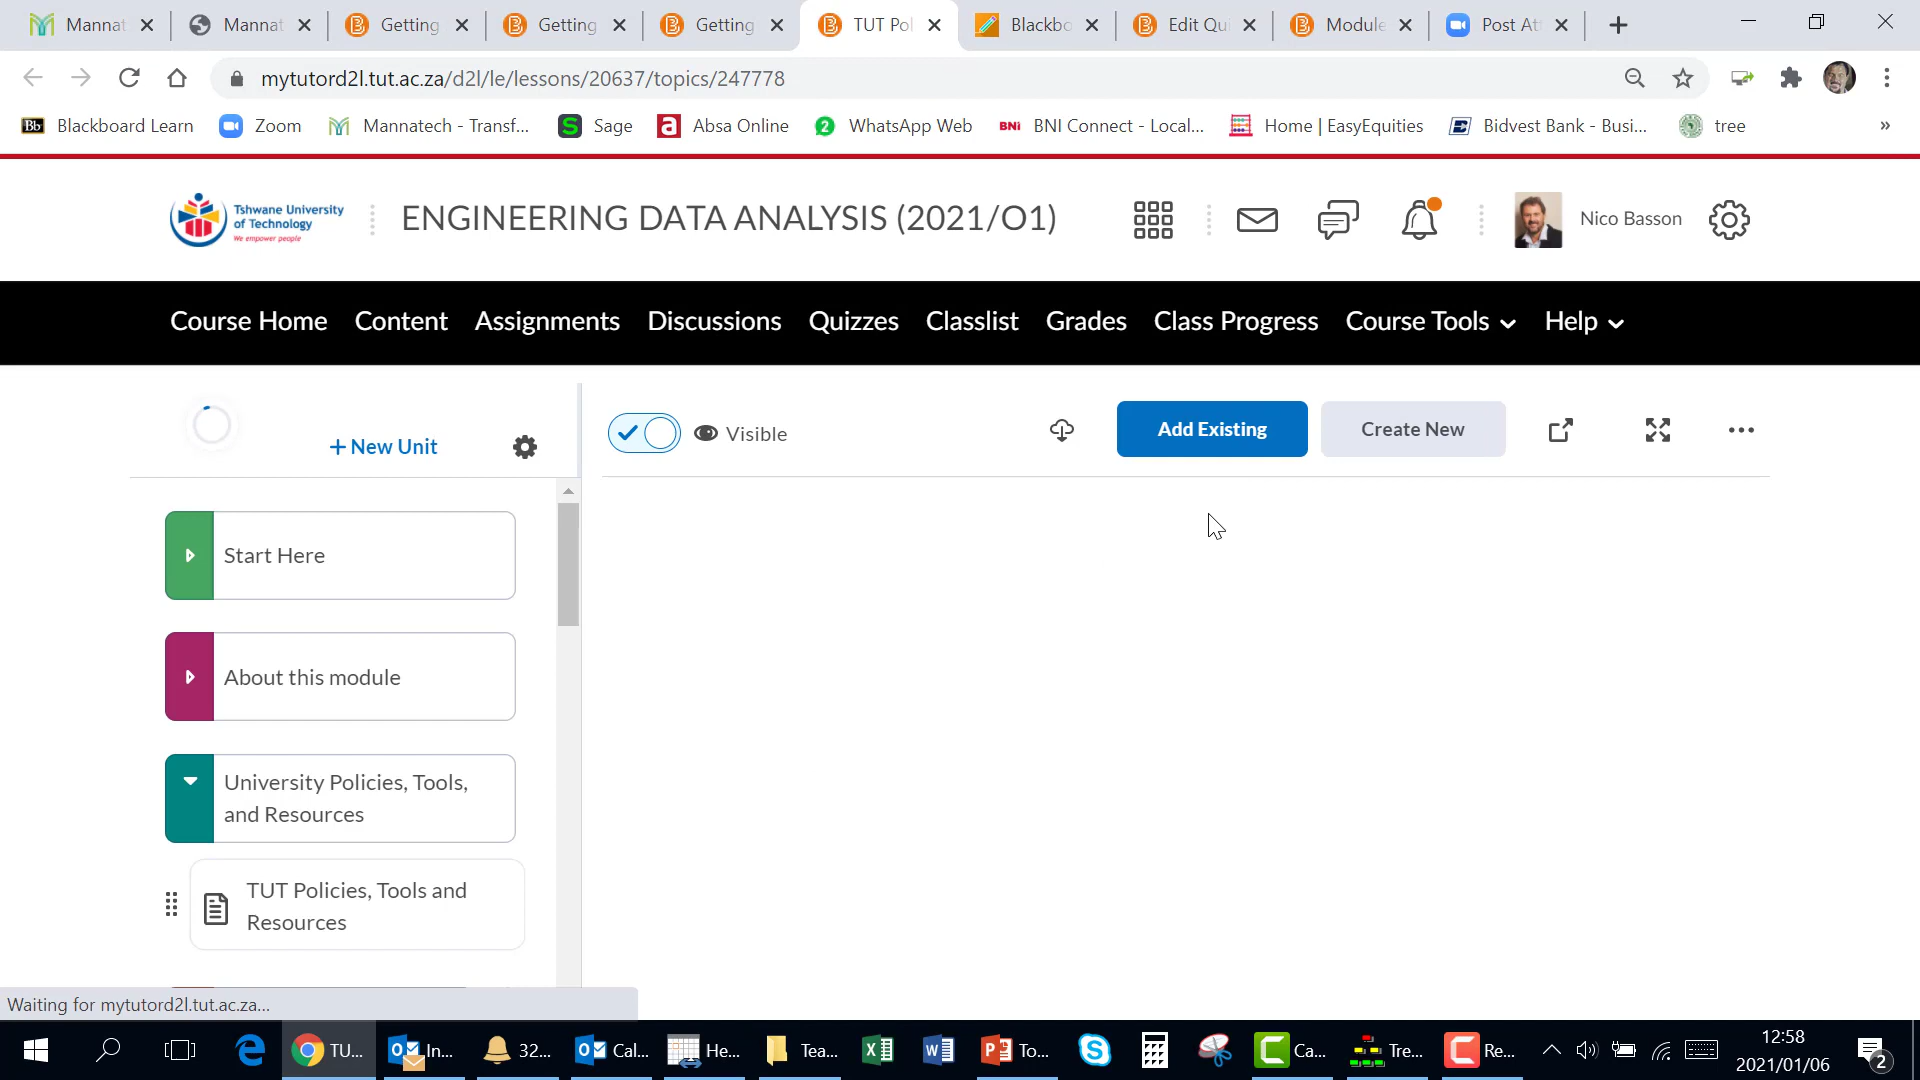 Mannat
Mannat
Getting
Getting
Getting
TUT Pol
Blackbo
Edit Qui
Module
Post Att
mytutord2l.tut.ac.za/d2l/le/lessons/20637/topics/247778
Bb Blackboard Learn
Zoom
Mannatech - Transf...
S Sage
a Absa Online
2 WhatsApp Web
BNI BNI Connect - Local...
Home | EasyEquities
Bidvest Bank - Busi...
tree
»
Tshwane University
of Technology
We empower people
ENGINEERING DATA ANALYSIS (2021/O1)
Nico Basson
Course Home
Content
Assignments
Discussions
Quizzes
Classlist
Grades
Class Progress
Course Tools
Help
+ New Unit
Visible
Add Existing
Create New
Start Here
About this module
University Policies, Tools,
and Resources
TUT Policies, Tools and
Resources
Waiting for mytutord2l.tut.ac.za...
TU...
In...
32...
Cal...
He...
Tea...
To...
Ca...
Tre...
Re...
12:58
2021/01/06
2